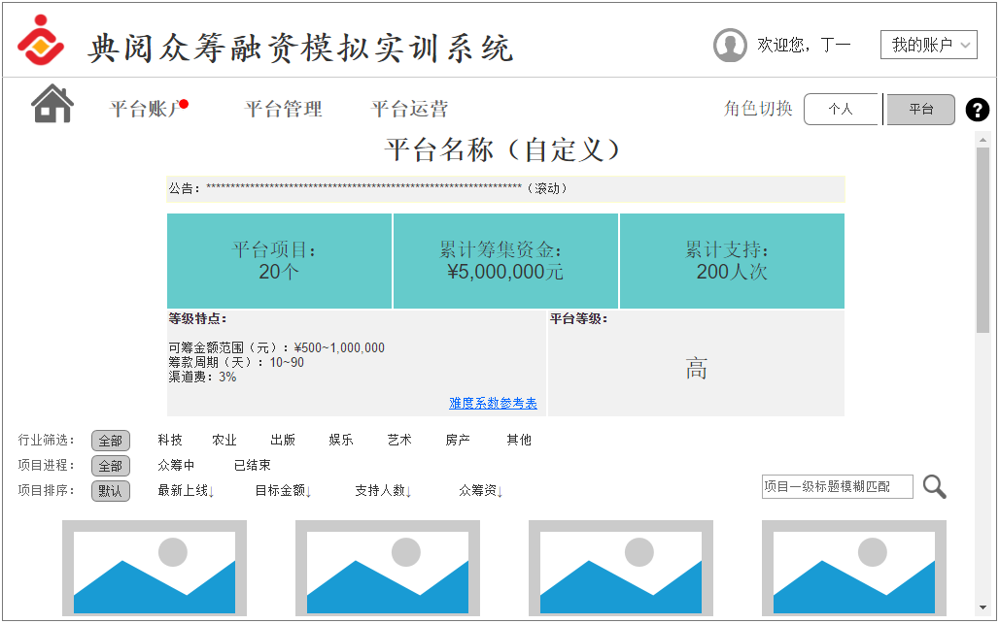 典阅众筹融资模拟实训系统
欢迎您，丁一
我的账户
平台账户
平台管理
平台运营
角色切换
个人
平台
?
平台名称（自定义）
公告：*****************************************************************（滚动）
平台项目：
20个
累计筹集资金：
¥5,000,000元
累计支持：
200人次
等级特点：
可筹金额范围（元）：¥500~1,000,000
筹款周期（天）：10~90
渠道费：3%
难度系数参考表
平台等级：
高
行业筛选： 全部 科技 农业 出版 娱乐 艺术 房产 其他
项目进程： 全部 众筹中 已结束
项目排序： 默认 最新上线↓ 目标金额↓ 支持人数↓ 众筹资↓
项目一级标题模糊匹配